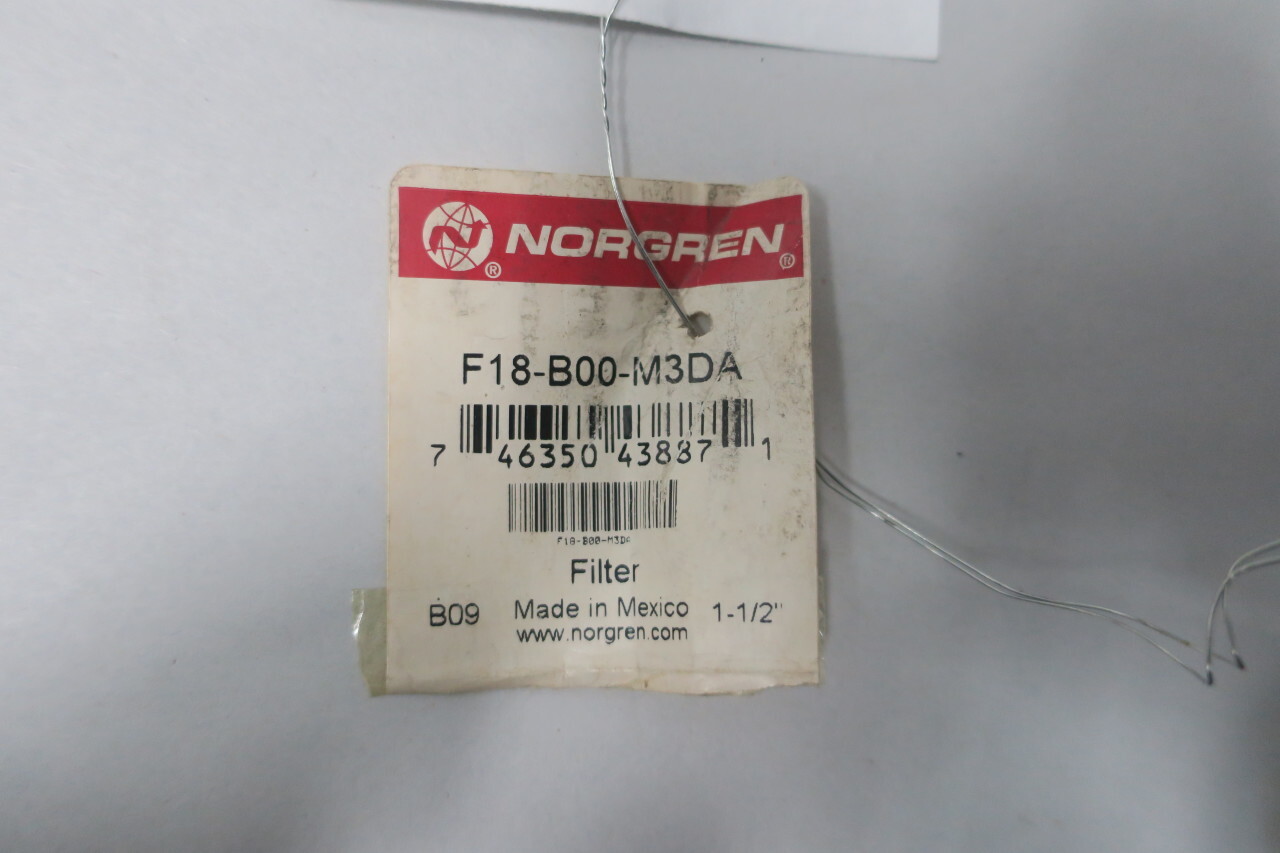 NORGREN
F18-B00-M3DA
7 46350 43887 1
F18-B00-M3DA
Filter
B09 Made in Mexico 1-1/2"
www.norgren.com